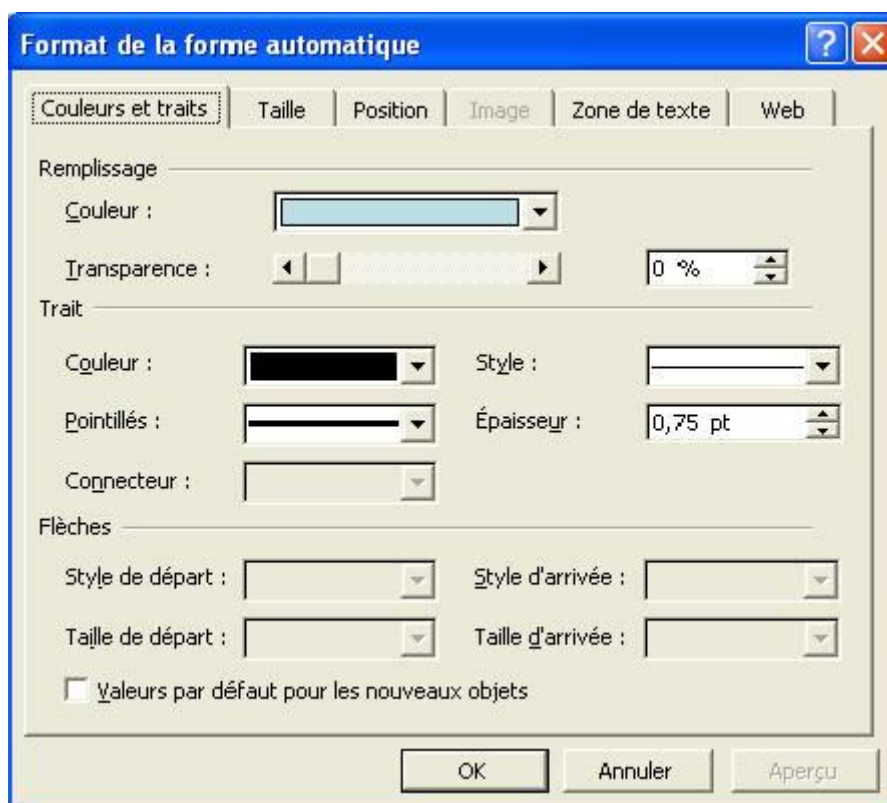 Format de la forme automatique
?
Couleurs et traits Taille Position Image Zone de texte Web
Remplissage
Couleur :
Transparence : 0 %
Trait
Couleur : Style :
Pointillés : Épaisseur : 0,75 pt
Connecteur :
Flèches
Style de départ : Style d'arrivée :
Taille de départ : Taille d'arrivée :
Valeurs par défaut pour les nouveaux objets
OK Annuler Aperçu